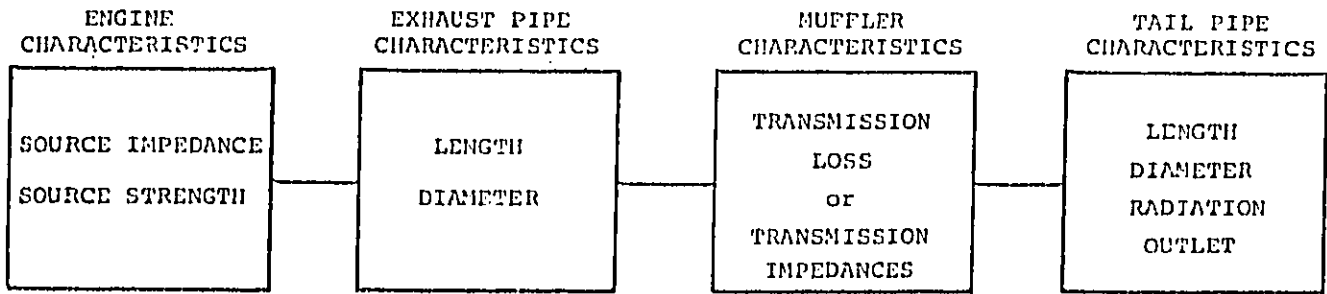 ENGINE
CHARACTERISTICS
SOURCE IMPEDANCE
SOURCE STRENGTH
EXHAUST PIPE
CHARACTERISTICS
LENGTH
DIAMETER
MUFFLER
CHARACTERISTICS
TRANSMISSION
LOSS
or
TRANSMISSION
IMPEDANCES
TAIL PIPE
CHARACTERISTICS
LENGTH
DIAMETER
RADIATION
OUTLET